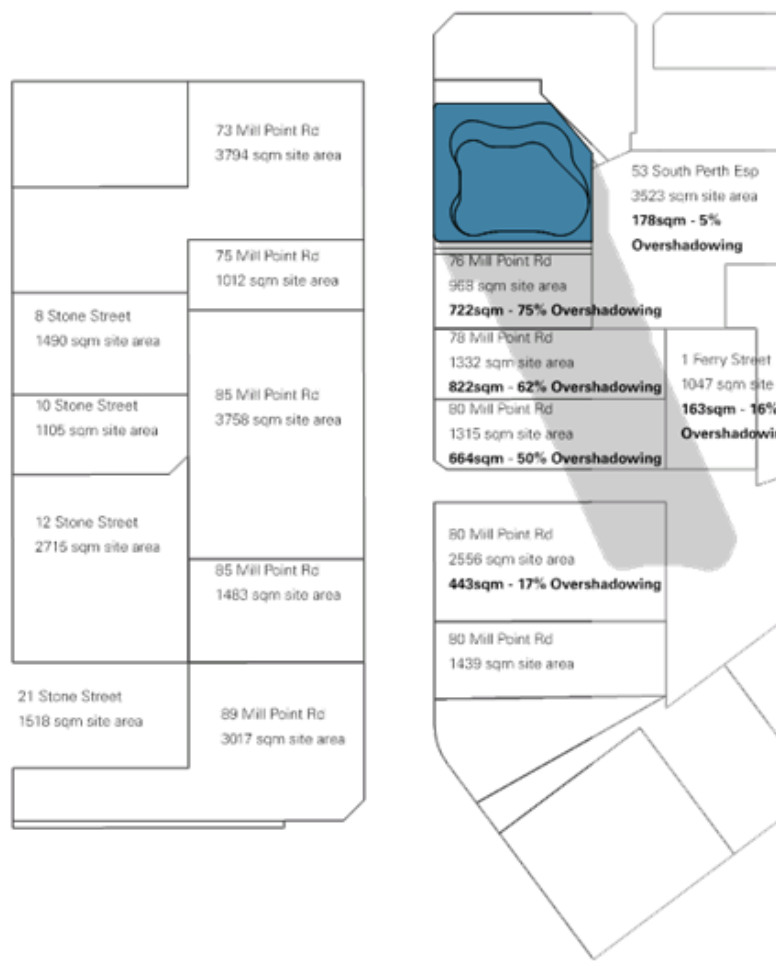 73 Mill Point Rd
3794 sqm site area
75 Mill Point Rd
1012 sqm site area
8 Stone Street
1490 sqm site area
10 Stone Street
1105 sqm site area
85 Mill Point Rd
3758 sqm site area
12 Stone Street
2715 sqm site area
85 Mill Point Rd
1483 sqm site area
21 Stone Street
1518 sqm site area
89 Mill Point Rd
3017 sqm site area
53 South Perth Esp
3523 sqm site area
178sqm - 5%
Overshadowing
76 Mill Point Rd
968 sqm site area
722sqm - 75% Overshadowing
78 Mill Point Rd
1332 sqm site area
822sqm - 62% Overshadowing
1 Ferry Street
1047 sqm site
163sqm - 16%
Overshadowin
80 Mill Point Rd
1315 sqm site area
664sqm - 50% Overshadowing
80 Mill Point Rd
2556 sqm site area
443sqm - 17% Overshadowing
80 Mill Point Rd
1439 sqm site area